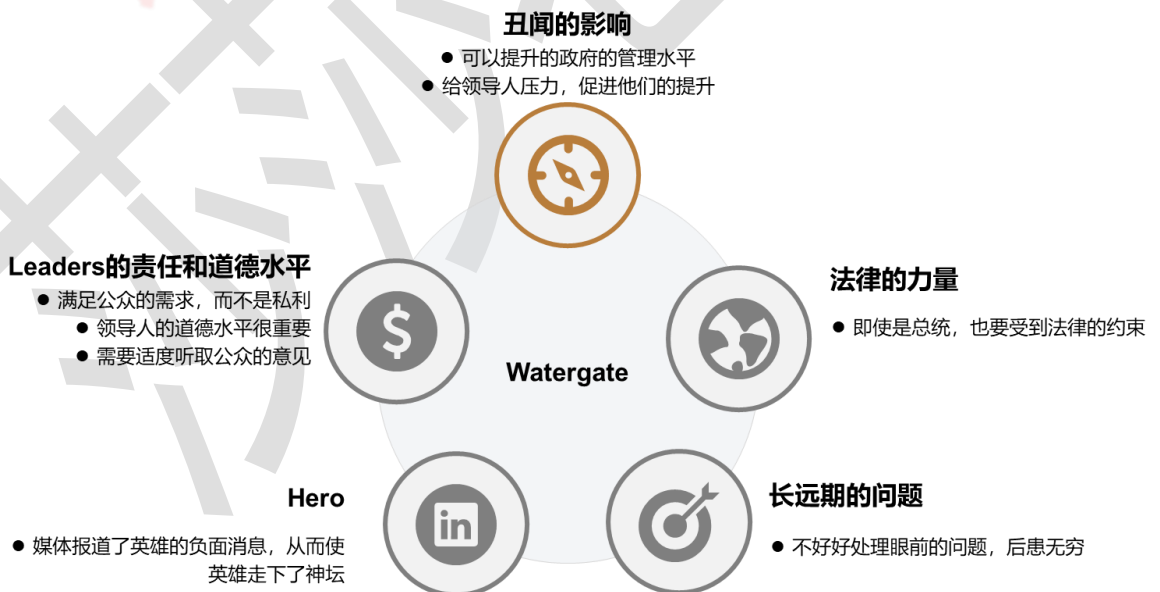 丑闻的影响
● 可以提升的政府的管理水平
● 给领导人压力，促进他们的提升
Leaders的责任和道德水平
● 满足公众的需求，而不是私利
● 领导人的道德水平很重要
● 需要适度听取公众的意见
法律的力量
● 即使是总统，也要受到法律的约束
Watergate
Hero
● 媒体报道了英雄的负面消息，从而使
英雄走下了神坛
in
长远期的问题
● 不好好处理眼前的问题，后患无穷